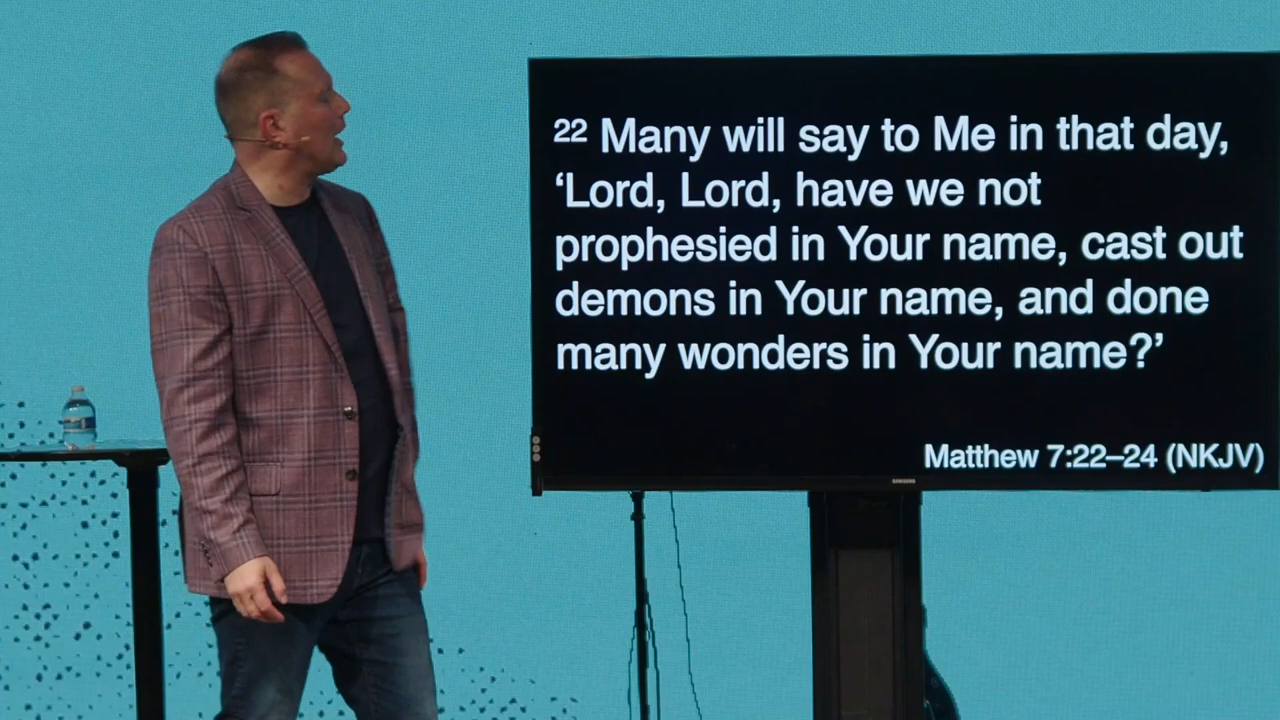 22 Many will say to Me in that day,
‘Lord, Lord, have we not
prophesied in Your name, cast out
demons in Your name, and done
many wonders in Your name?’
Matthew 7:22–24 (NKJV)
SAMSUNG